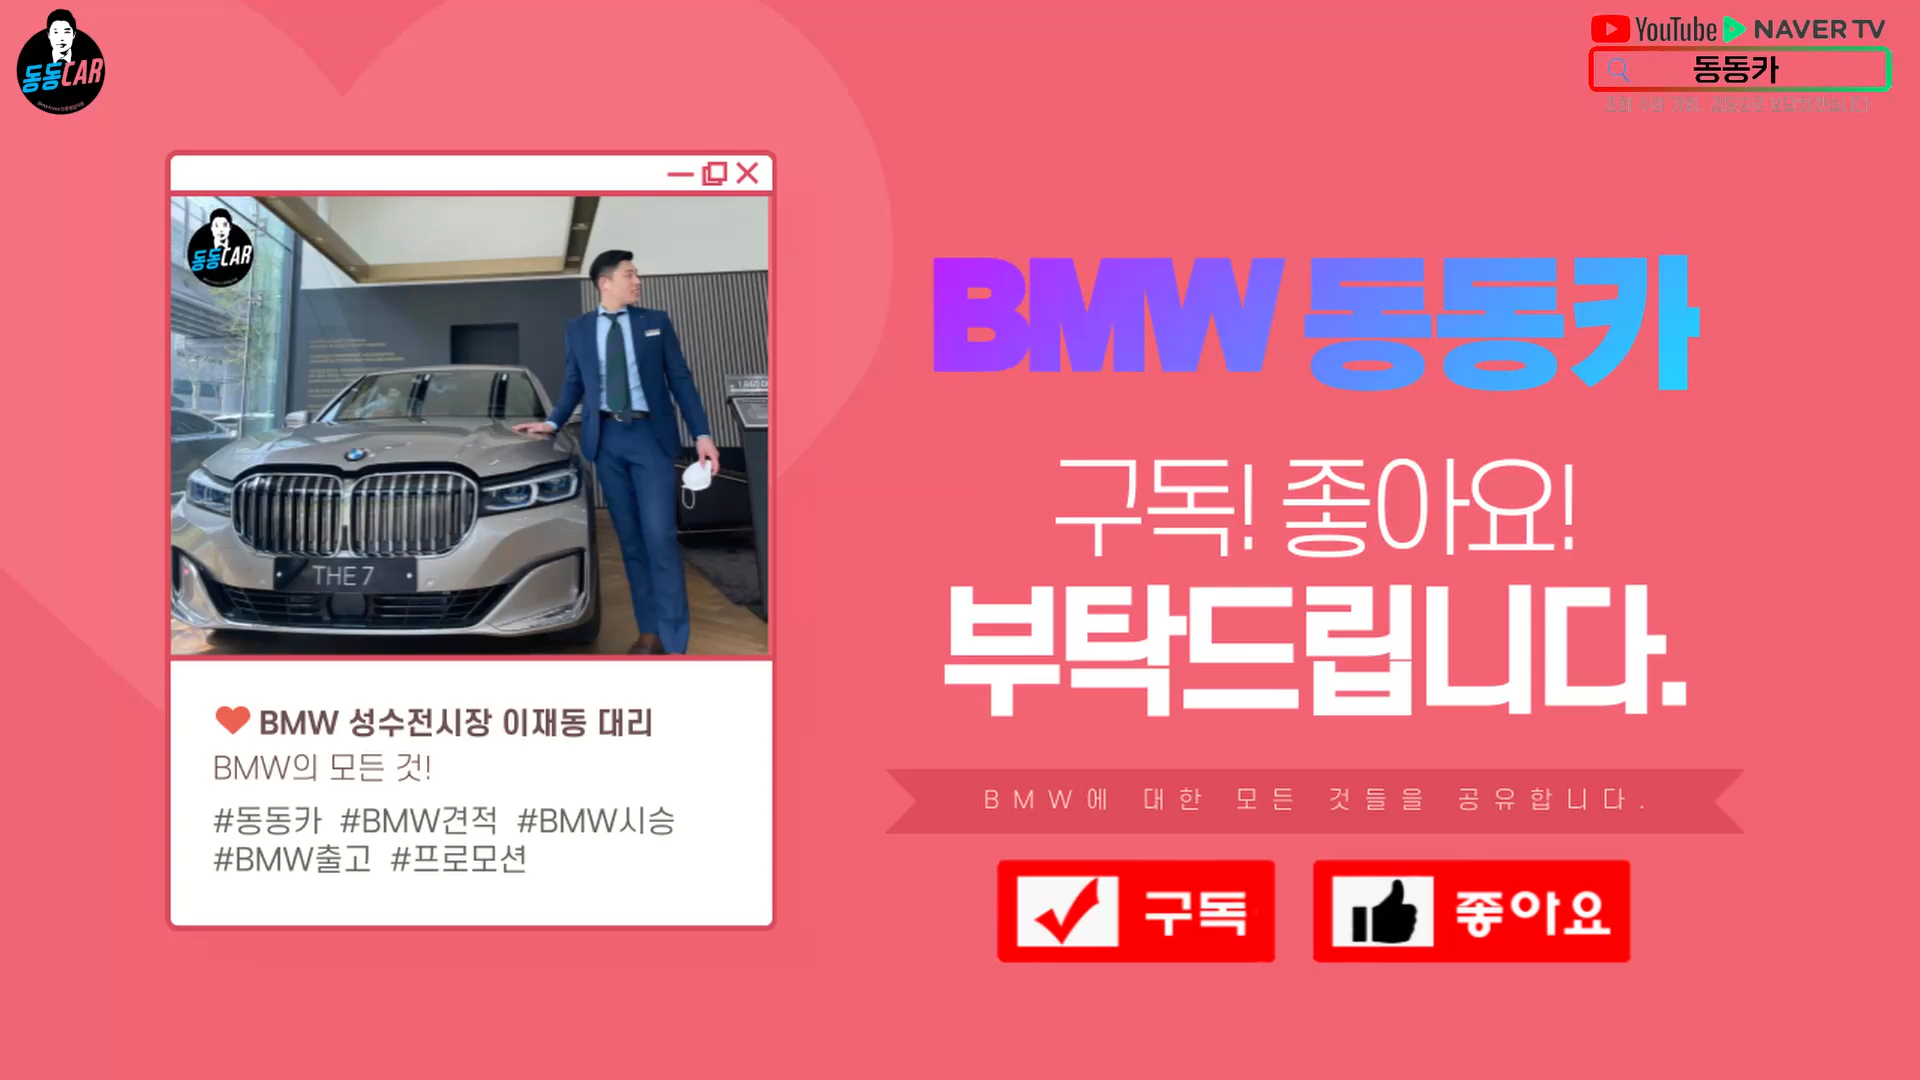 동동CAR
YouTube NAVER TV
동동카
동동CAR
THE 7
BMW 성수전시장 이재동 대리
BMW의 모든 것!
#동동카 #BMW견적 #BMW시승
#BMW출고 #프로모션
BMW 동동카
구독! 좋아요!
부탁드립니다.
BMW에 대한 모든 것들을 공유합니다.
구독
좋아요